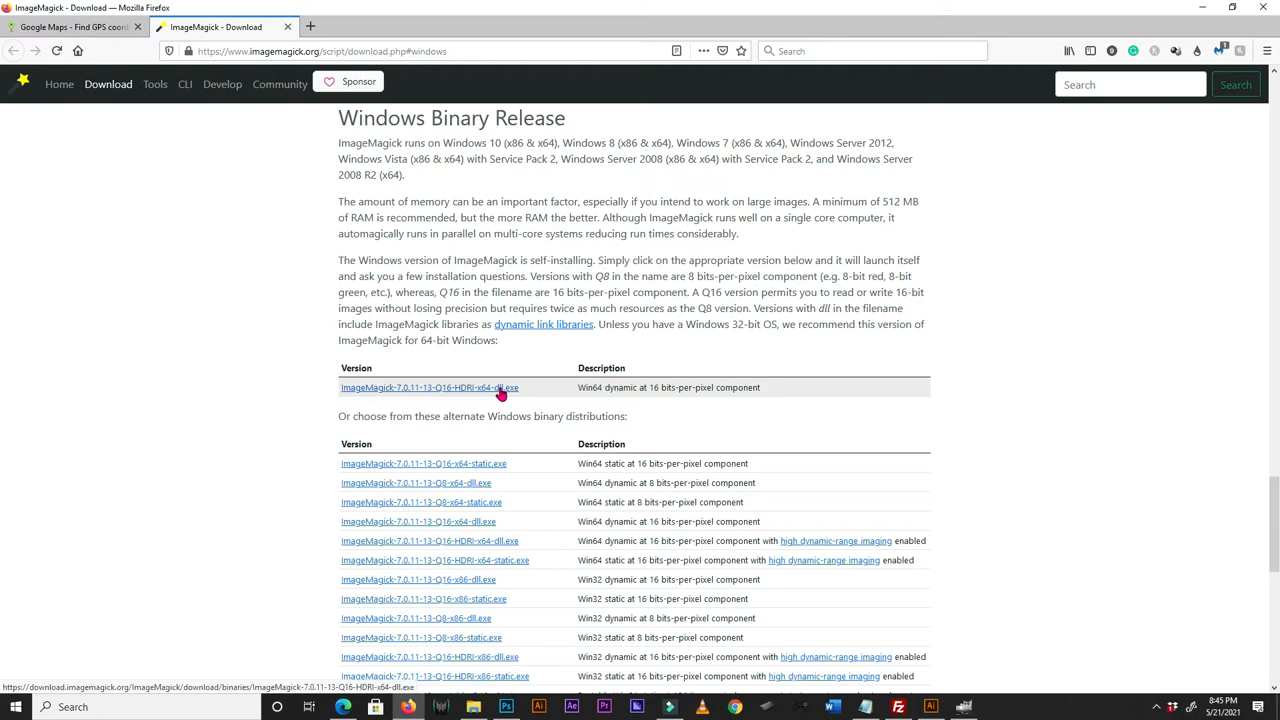 ImageMagick - Download — Mozilla Firefox
Google Maps - Find GPS coord
ImageMagick - Download
https://www.imagemagick.org/script/download.php#windows
Search
Home Download Tools CLI Develop Community Sponsor
Search Search
Windows Binary Release
ImageMagick runs on Windows 10 (x86 & x64), Windows 8 (x86 & x64), Windows 7 (x86 & x64), Windows Server 2012,
Windows Vista (x86 & x64) with Service Pack 2, Windows Server 2008 (x86 & x64) with Service Pack 2, and Windows Server
2008 R2 (x64).
The amount of memory can be an important factor, especially if you intend to work on large images. A minimum of 512 MB
of RAM is recommended, but the more RAM the better. Although ImageMagick runs well on a single core computer, it
automagically runs in parallel on multi-core systems reducing run times considerably.
The Windows version of ImageMagick is self-installing. Simply click on the appropriate version below and it will launch itself
and ask you a few installation questions. Versions with Q8 in the name are 8 bits-per-pixel component (e.g. 8-bit red, 8-bit
green, etc.), whereas, Q16 in the filename are 16 bits-per-pixel component. A Q16 version permits you to read or write 16-bit
images without losing precision but requires twice as much resources as the Q8 version. Versions with dll in the filename
include ImageMagick libraries as dynamic link libraries. Unless you have a Windows 32-bit OS, we recommend this version of
ImageMagick for 64-bit Windows:
Version Description
ImageMagick-7.0.11-13-Q16-HDRI-x64-dll.exe Win64 dynamic at 16 bits-per-pixel component
Or choose from these alternate Windows binary distributions:
Version Description
ImageMagick-7.0.11-13-Q16-x64-static.exe Win64 static at 16 bits-per-pixel component
ImageMagick-7.0.11-13-Q8-x64-dll.exe Win64 dynamic at 8 bits-per-pixel component
ImageMagick-7.0.11-13-Q8-x64-static.exe Win64 static at 8 bits-per-pixel component
ImageMagick-7.0.11-13-Q16-x64-dll.exe Win64 dynamic at 16 bits-per-pixel component
ImageMagick-7.0.11-13-Q16-HDRI-x64-dll.exe Win64 dynamic at 16 bits-per-pixel component with high dynamic-range imaging enabled
ImageMagick-7.0.11-13-Q16-HDRI-x64-static.exe Win64 static at 16 bits-per-pixel component with high dynamic-range imaging enabled
ImageMagick-7.0.11-13-Q16-x86-dll.exe Win32 dynamic at 16 bits-per-pixel component
ImageMagick-7.0.11-13-Q16-x86-static.exe Win32 static at 16 bits-per-pixel component
ImageMagick-7.0.11-13-Q8-x86-dll.exe Win32 dynamic at 8 bits-per-pixel component
ImageMagick-7.0.11-13-Q8-x86-static.exe Win32 static at 8 bits-per-pixel component
ImageMagick-7.0.11-13-Q16-HDRI-x86-dll.exe Win32 dynamic at 16 bits-per-pixel component with high dynamic-range imaging enabled
ImageMagick-7.0.11-13-Q16-HDRI-x86-static.exe Win32 static at 16 bits-per-pixel component with high dynamic-range imaging enabled
https://download.imagemagick.org/ImageMagick/download/binaries/ImageMagick-7.0.11-13-Q16-HDRI-x64-dll.exe
Search
8:45 PM
5/21/2021